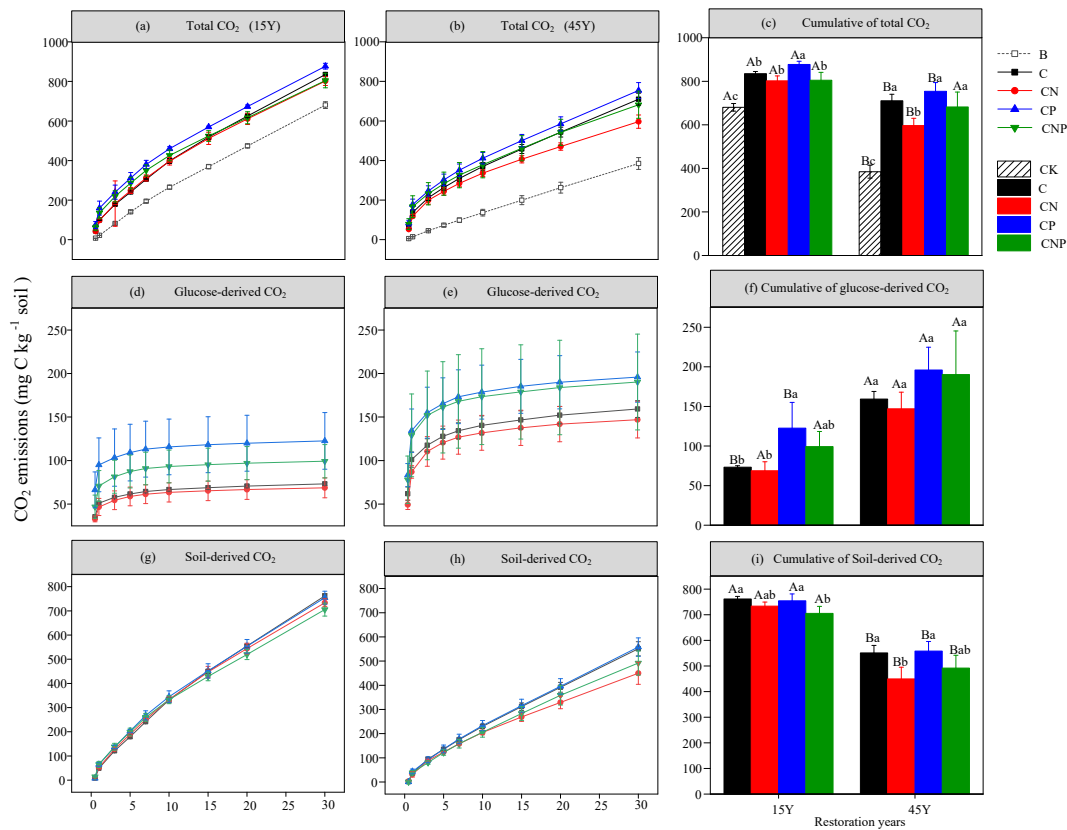 (a) Total CO₂ (15Y)
(b) Total CO₂ (45Y)
(c) Cumulative of total CO₂
1000
800
600
400
200
0
1000
800
600
400
200
0
1000
800
600
400
200
0
Ac
Ab
Ab
Aa
Ab
Bc
Ba
Bb
Ba
Aa
B
C
CN
CP
CNP
CK
C
CN
CP
CNP
CO₂ emissions (mg C kg⁻¹ soil )
(d) Glucose-derived CO₂
(e) Glucose-derived CO₂
(f) Cumulative of glucose-derived CO₂
250
200
150
100
50
250
200
150
100
50
250
200
150
100
50
0
Bb
Ab
Ba
Aab
Aa
Aa
Aa
Aa
(g) Soil-derived CO₂
(h) Soil-derived CO₂
(i) Cumulative of Soil-derived CO₂
800
700
600
500
400
300
200
100
0
800
700
600
500
400
300
200
100
0
800
700
600
500
400
300
200
100
0
Aa
Aab
Aa
Ab
Ba
Bb
Ba
Bab
0 5 10 15 20 25 30
0 5 10 15 20 25 30
15Y 45Y
Restoration years